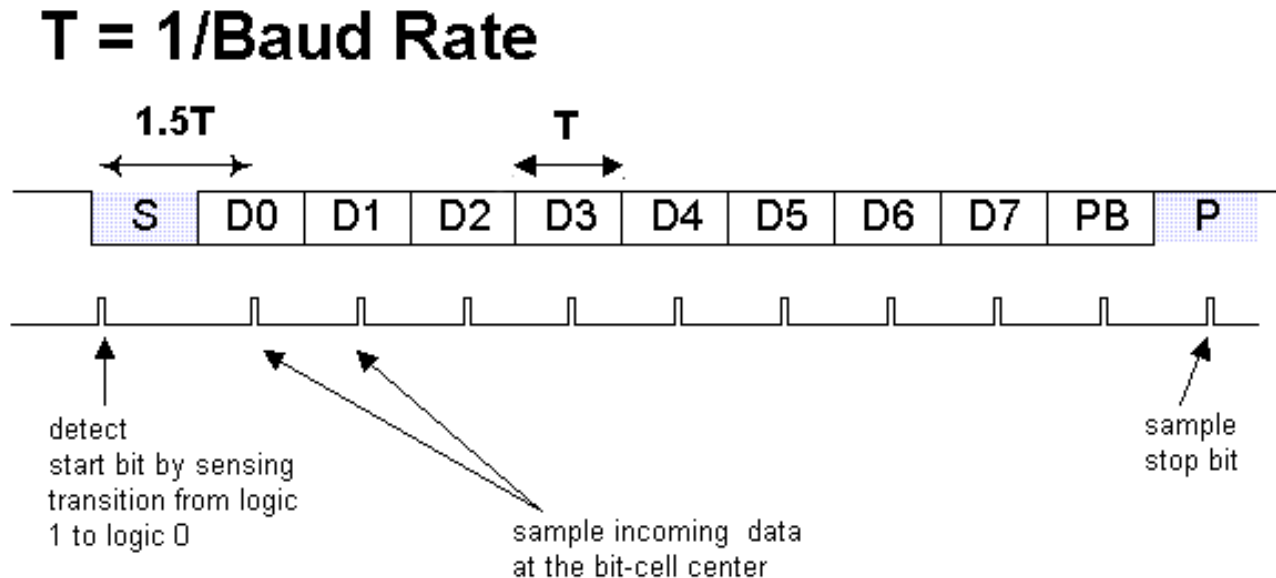 T = 1/Baud Rate
1.5T
T
S D0 D1 D2 D3 D4 D5 D6 D7 PB P
detect
start bit by sensing
transition from logic
1 to logic 0
sample incoming data
at the bit-cell center
sample
stop bit